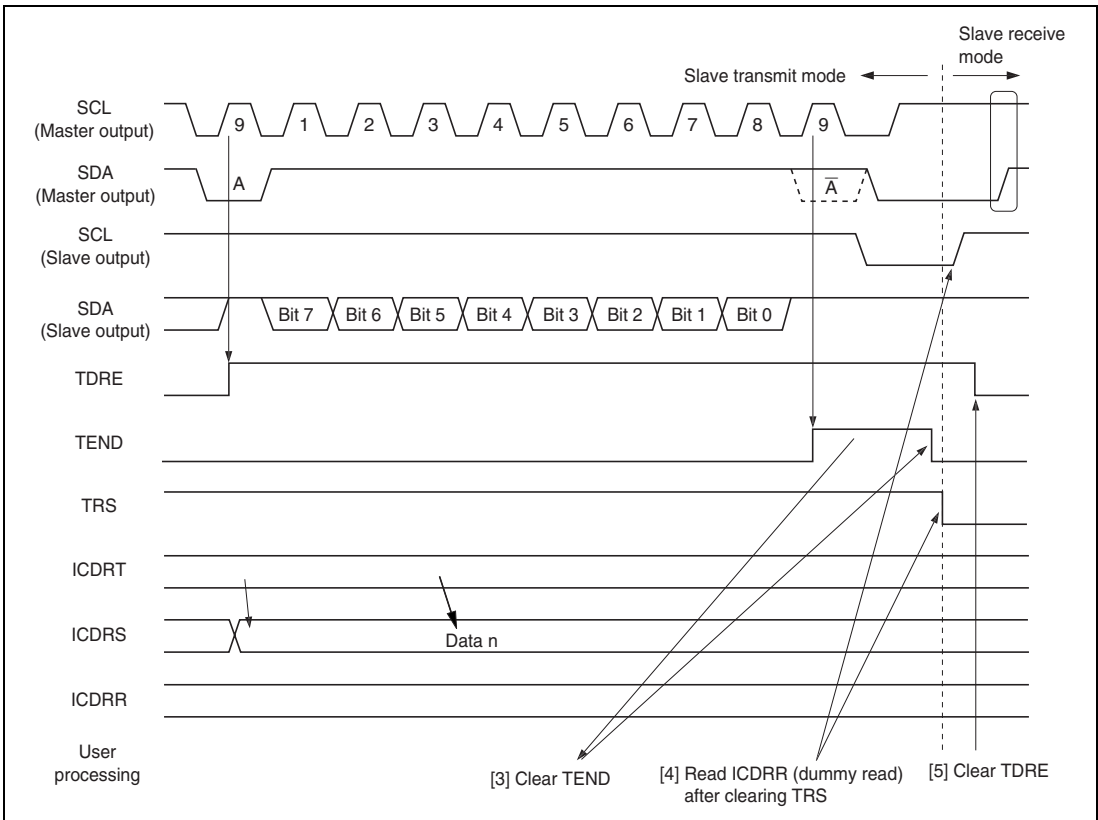 Slave receive
mode
Slave transmit mode
SCL
(Master output)
9 1 2 3 4 5 6 7 8 9
SDA
(Master output)
A A̅
SCL
(Slave output)
SDA
(Slave output)
Bit 7 Bit 6 Bit 5 Bit 4 Bit 3 Bit 2 Bit 1 Bit 0
TDRE
TEND
TRS
ICDRT
ICDRS
Data n
ICDRR
User
processing
[3] Clear TEND
[4] Read ICDRR (dummy read)
after clearing TRS
[5] Clear TDRE